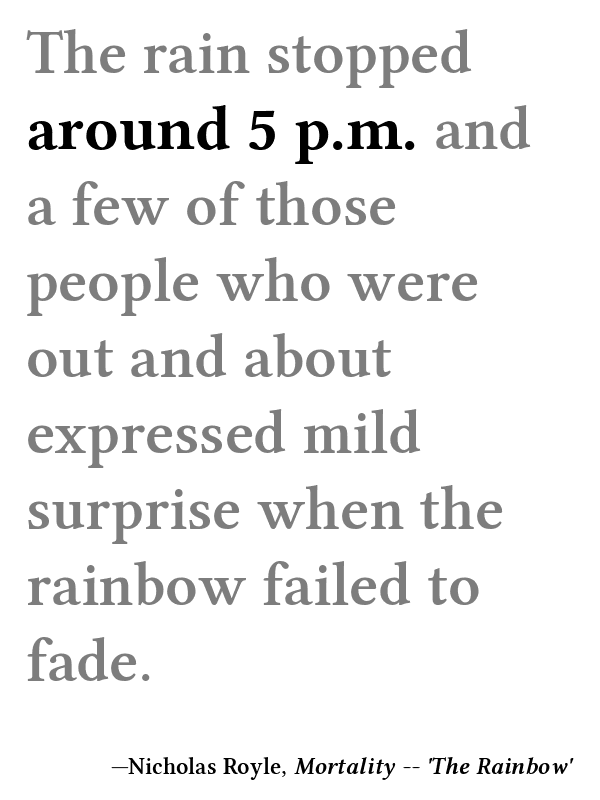 The rain stopped
around 5 p.m. and
a few of those
people who were
out and about
expressed mild
surprise when the
rainbow failed to
fade.
—Nicholas Royle, Mortality -- 'The Rainbow'